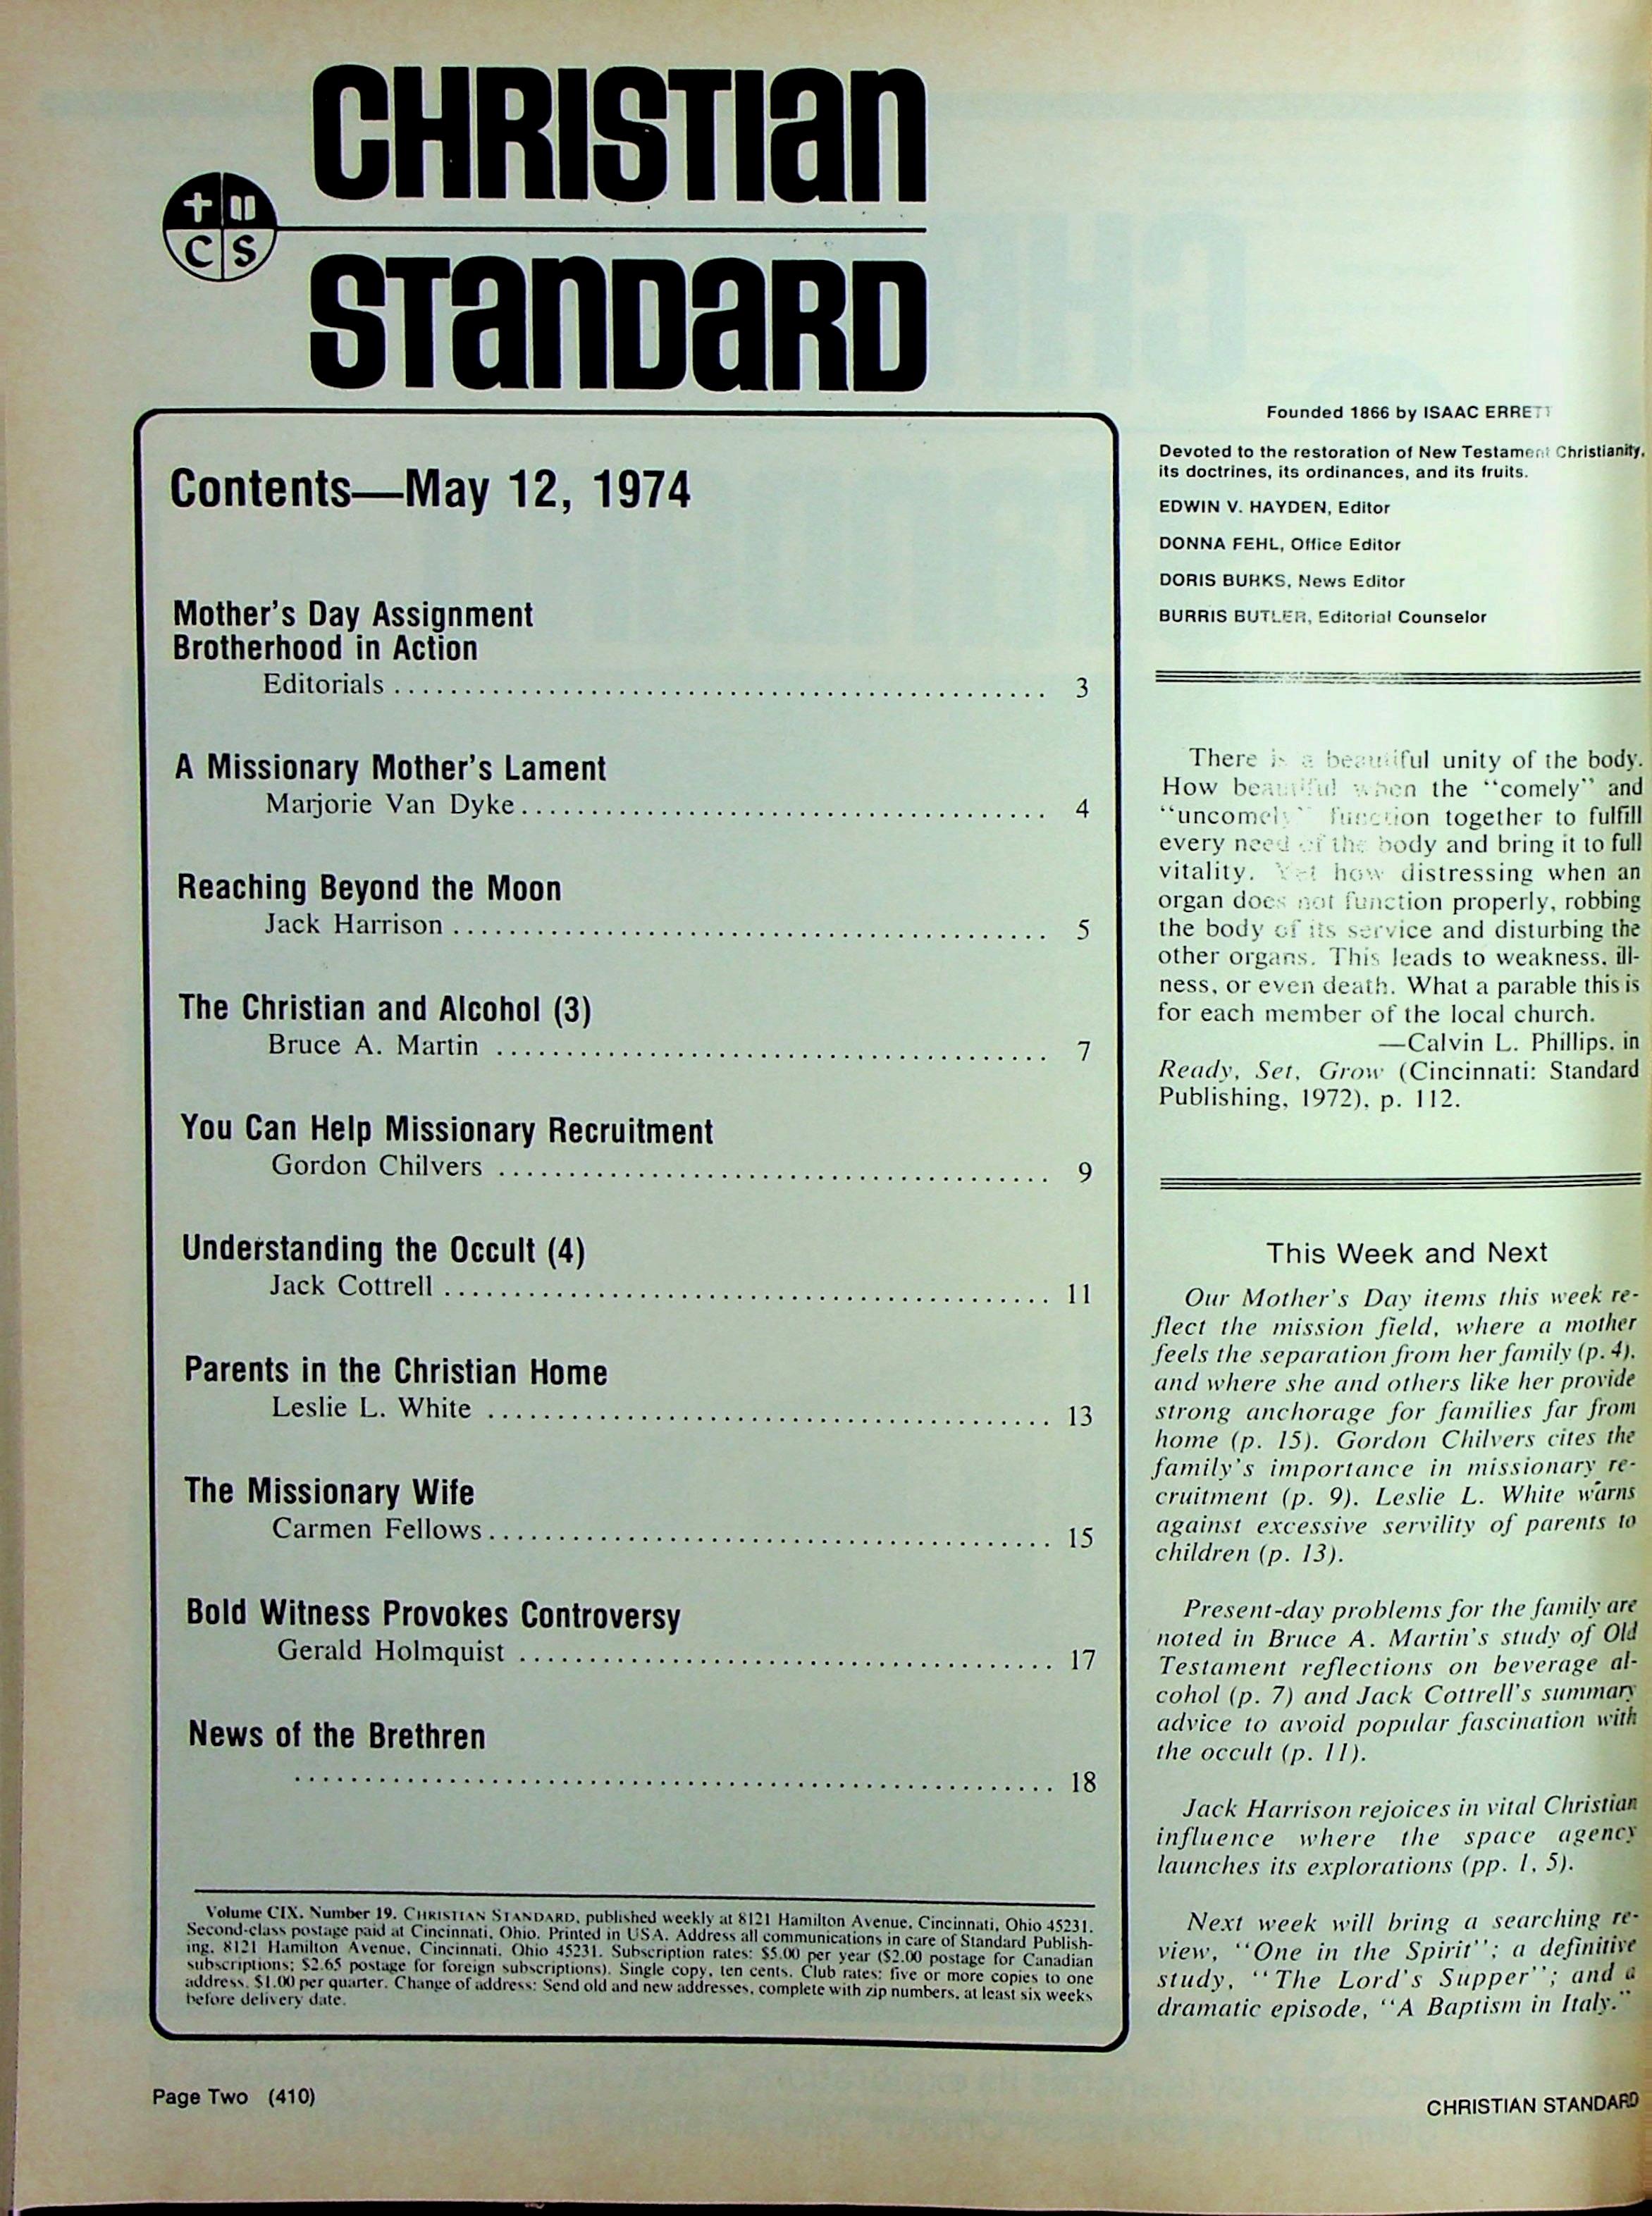 CHRISTIAN
STANDARD
C S
Contents—May 12, 1974
Mother's Day Assignment
Brotherhood in Action
Editorials ................................................ 3
A Missionary Mother's Lament
Marjorie Van Dyke ...................................... 4
Reaching Beyond the Moon
Jack Harrison ........................................... 5
The Christian and Alcohol (3)
Bruce A. Martin ........................................ 7
You Can Help Missionary Recruitment
Gordon Chilvers ........................................ 9
Understanding the Occult (4)
Jack Cottrell ............................................ 11
Parents in the Christian Home
Leslie L. White ......................................... 13
The Missionary Wife
Carmen Fellows ......................................... 15
Bold Witness Provokes Controversy
Gerald Holmquist ...................................... 17
News of the Brethren
....................................................... 18
Volume CIX, Number 19. CHRISTIAN STANDARD, published weekly at 8121 Hamilton Avenue, Cincinnati, Ohio 45231.
Second-class postage paid at Cincinnati, Ohio. Printed in USA. Address all communications in care of Standard Publish-
ing, 8121 Hamilton Avenue, Cincinnati, Ohio 45231. Subscription rates: $5.00 per year ($2.00 postage for Canadian
subscriptions; $2.65 postage for foreign subscriptions). Single copy, ten cents. Club rates: five or more copies to one
address, $1.00 per quarter. Change of address: Send old and new addresses, complete with zip numbers, at least six weeks
before delivery date.
Founded 1866 by ISAAC ERRETT
Devoted to the restoration of New Testament Christianity,
its doctrines, its ordinances, and its fruits.
EDWIN V. HAYDEN, Editor
DONNA FEHL, Office Editor
DORIS BURKS, News Editor
BURRIS BUTLER, Editorial Counselor
There is a beautiful unity of the body.
How beautiful when the "comely" and
"uncomely" function together to fulfill
every need of the body and bring it to full
vitality. Yet how distressing when an
organ does not function properly, robbing
the body of its service and disturbing the
other organs. This leads to weakness, ill-
ness, or even death. What a parable this is
for each member of the local church.
—Calvin L. Phillips, in
Ready, Set, Grow (Cincinnati: Standard
Publishing, 1972), p. 112.
This Week and Next
Our Mother's Day items this week re-
flect the mission field, where a mother
feels the separation from her family (p. 4),
and where she and others like her provide
strong anchorage for families far from
home (p. 15). Gordon Chilvers cites the
family's importance in missionary re-
cruitment (p. 9). Leslie L. White warns
against excessive servility of parents to
children (p. 13).
Present-day problems for the family are
noted in Bruce A. Martin's study of Old
Testament reflections on beverage al-
cohol (p. 7) and Jack Cottrell's summary
advice to avoid popular fascination with
the occult (p. 11).
Jack Harrison rejoices in vital Christian
influence where the space agency
launches its explorations (pp. 1, 5).
Next week will bring a searching re-
view, "One in the Spirit"; a definitive
study, "The Lord's Supper"; and a
dramatic episode, "A Baptism in Italy."
Page Two (410)
CHRISTIAN STANDARD